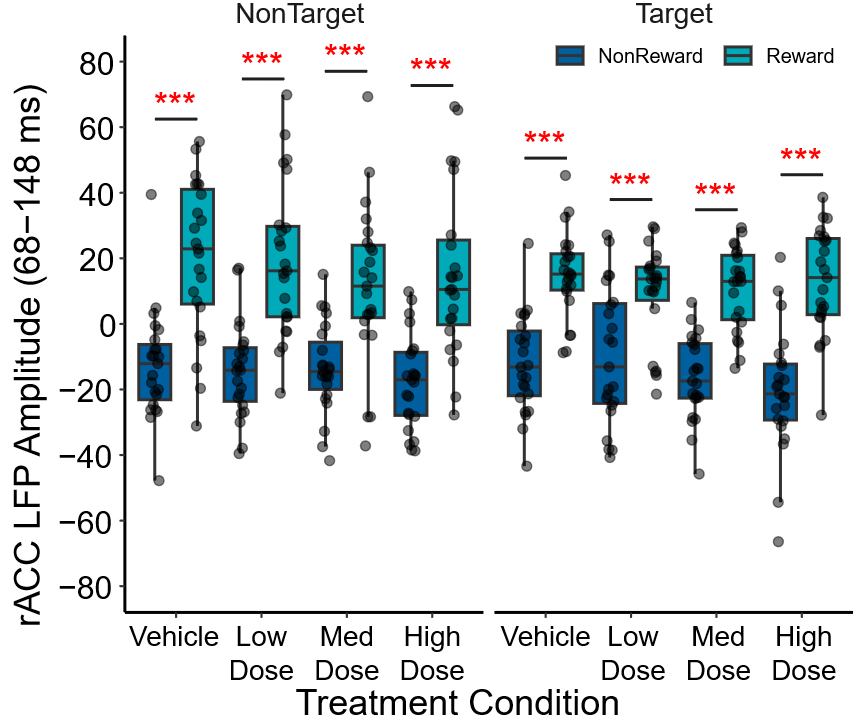 NonTarget Target
NonReward Reward
*** *** *** *** *** *** *** ***
rACC LFP Amplitude (68−148 ms)
80
60
40
20
0
−20
−40
−60
−80
Vehicle Low Med High Vehicle Low Med High
Dose Dose Dose Dose Dose Dose
Treatment Condition